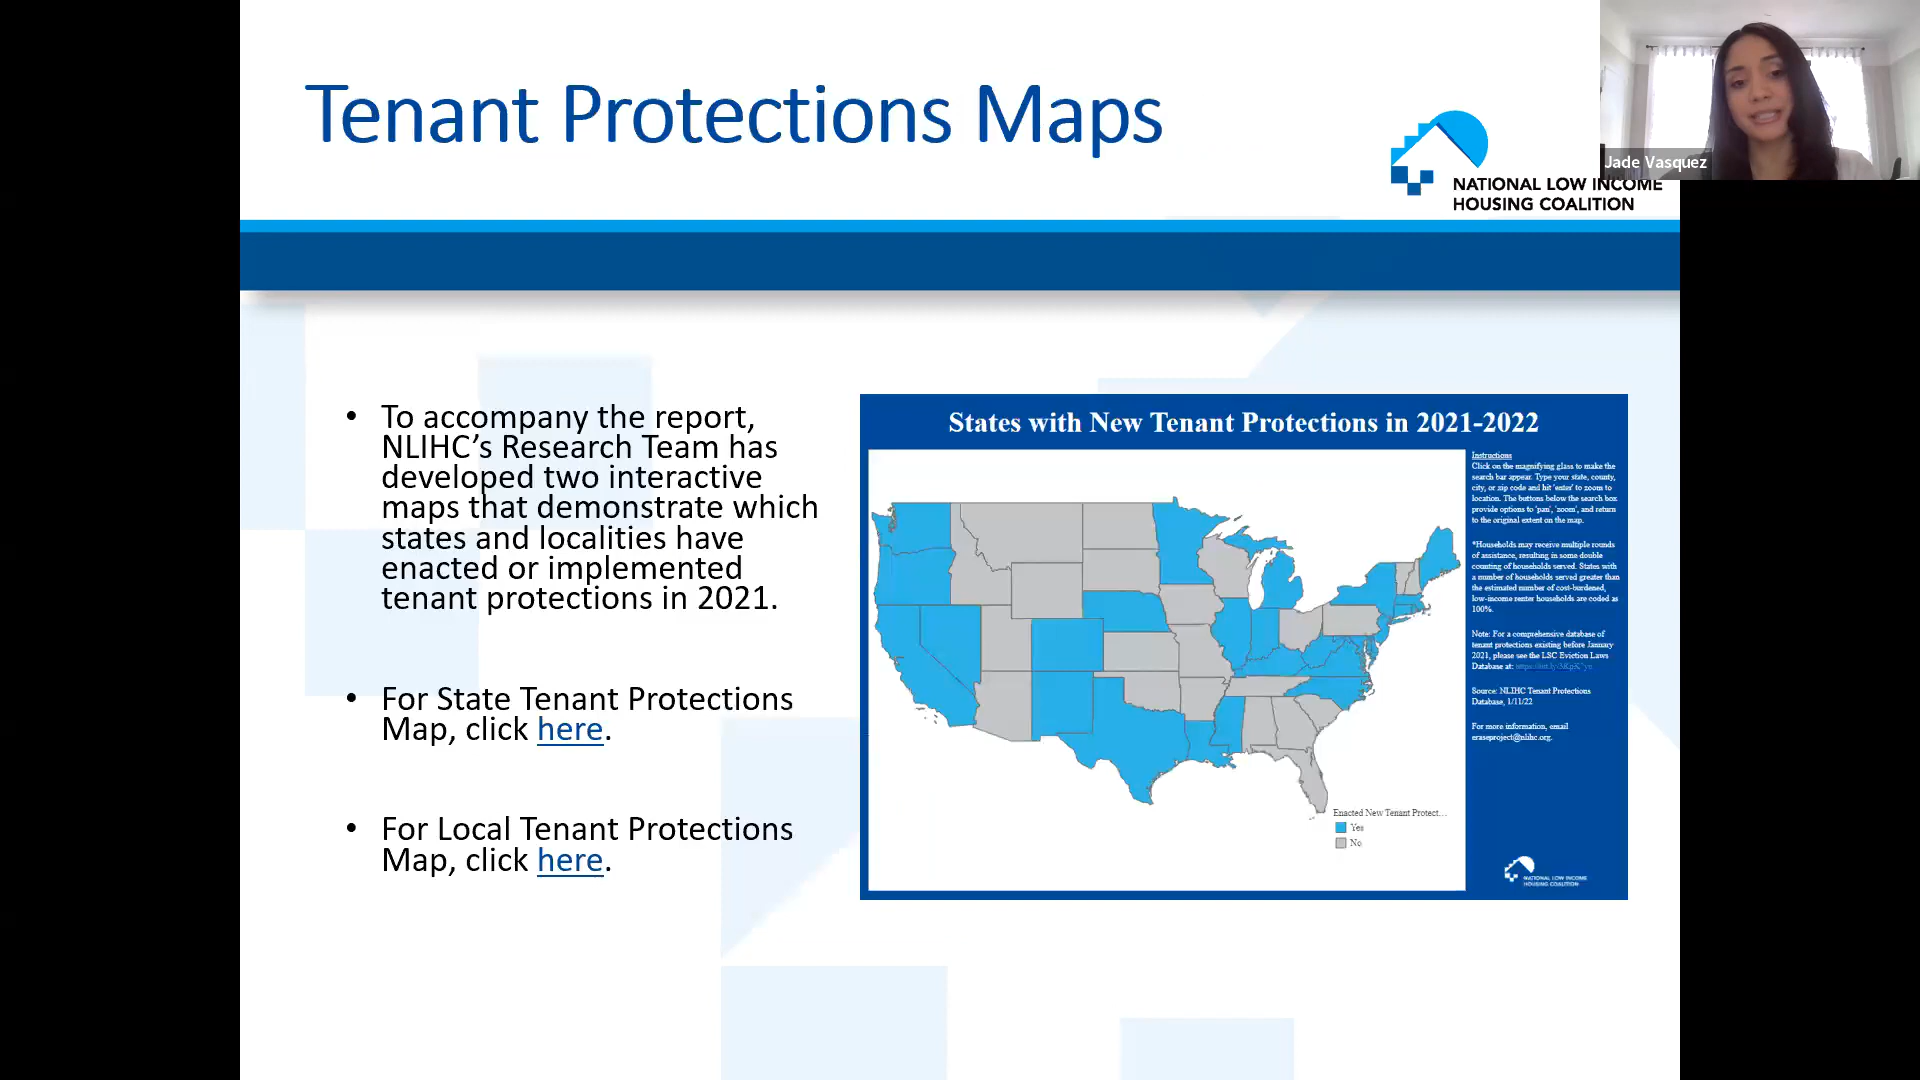 Tenant Protections Maps
NATIONAL LOW INCOME
HOUSING COALITION
Jade Vasquez
• To accompany the report,
NLIHC’s Research Team has
developed two interactive
maps that demonstrate which
states and localities have
enacted or implemented
tenant protections in 2021.
• For State Tenant Protections
Map, click here.
• For Local Tenant Protections
Map, click here.
States with New Tenant Protections in 2021-2022
Instructions
Click on the magnifying glass to make the
search bar appear. Type your state, county,
city, or zip code and hit 'enter' to zoom to
location. The buttons below the search box
provide options to 'pan', 'zoom', and return
to the original extent on the map.
*Households may receive multiple rounds
of assistance, resulting in some double
counting of households served. States with
a number of households served greater than
the estimated number of cost-burdened,
low-income renter households are coded as
100%.
Note: For a comprehensive database of
tenant protections existing before January
2021, please see the LSC Eviction Laws
Database at:
Source: NLIHC Tenant Protections
Database, 1/11/22
For more information, email
eraseproject@nlihc.org.
Enacted New Tenant Protect...
Yes
No
NATIONAL LOW INCOME
HOUSING COALITION